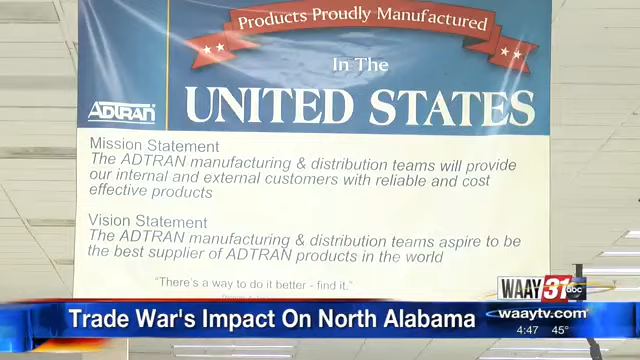 Products Proudly Manufactured
In The
UNITED STATES
ADTRAN
Mission Statement
The ADTRAN manufacturing & distribution teams will provide
our internal and external customers with reliable and cost
effective products
Vision Statement
The ADTRAN manufacturing & distribution teams aspire to be
the best supplier of ADTRAN products in the world
"There's a way to do it better - find it."
WAAY 31 abc
Trade War's Impact On North Alabama
waaytv.com
4:47 45°